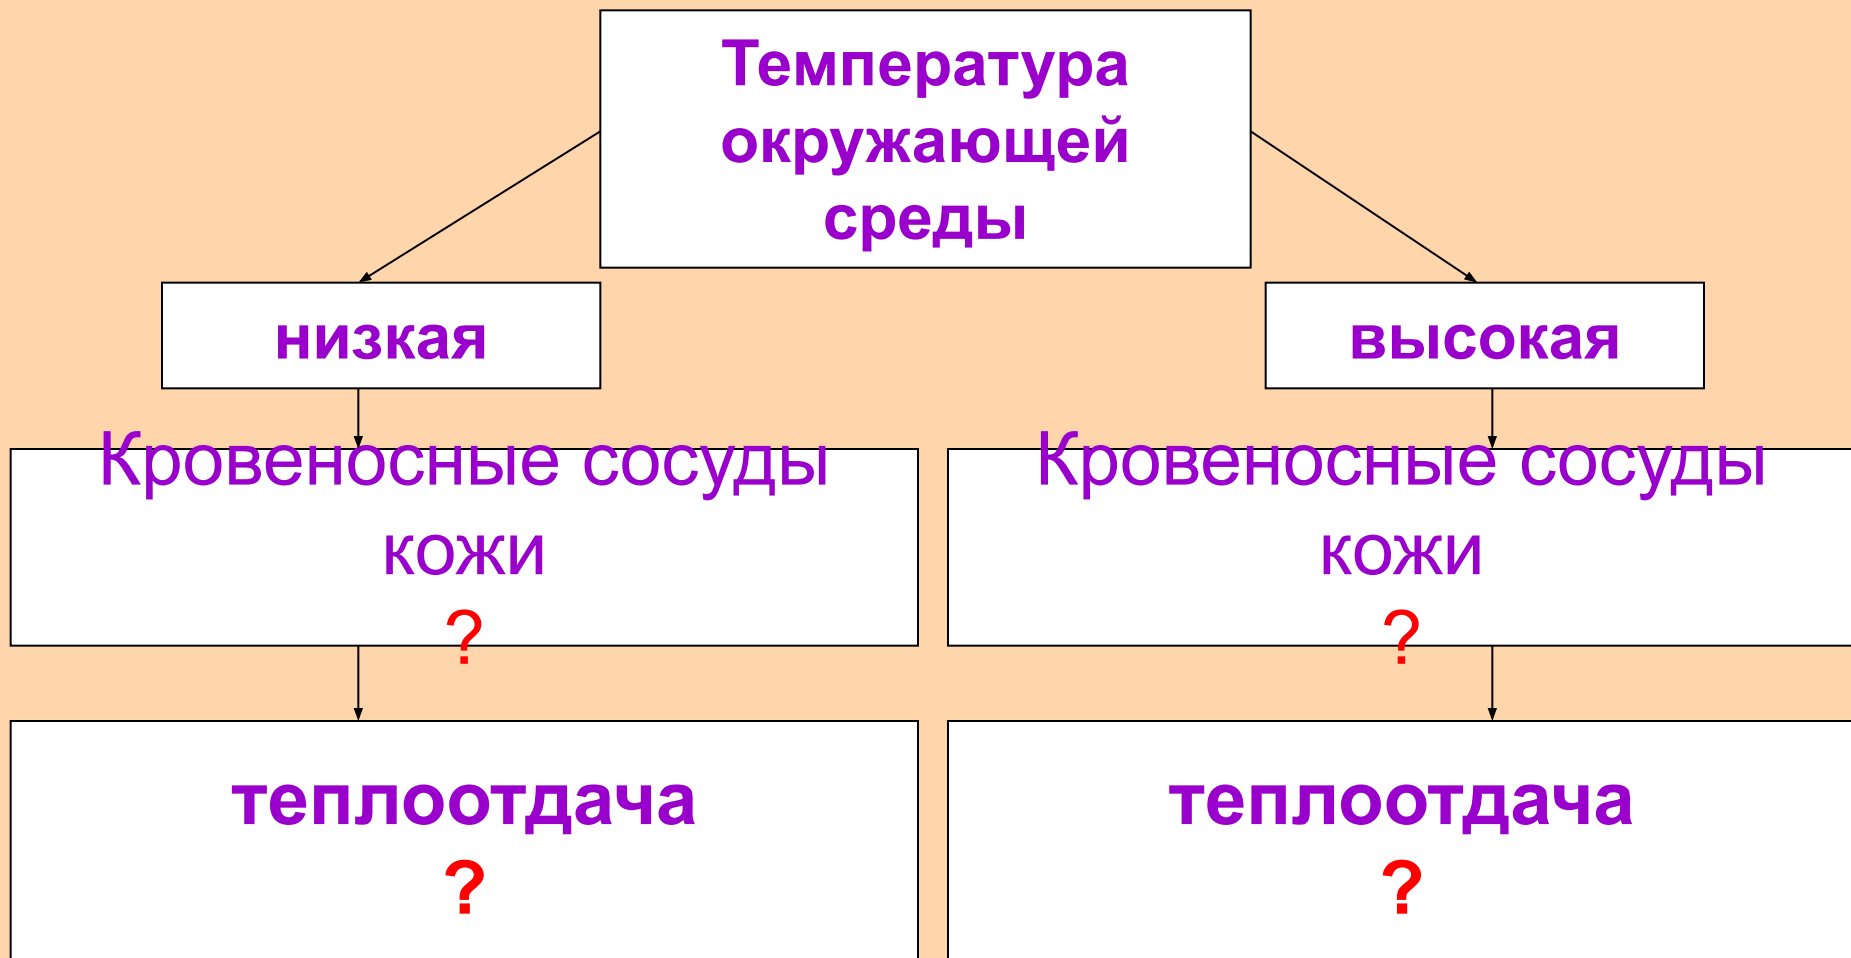 Температура
окружающей
среды
низкая
высокая
Кровеносные сосуды
кожи
?
Кровеносные сосуды
кожи
?
теплоотдача
?
теплоотдача
?